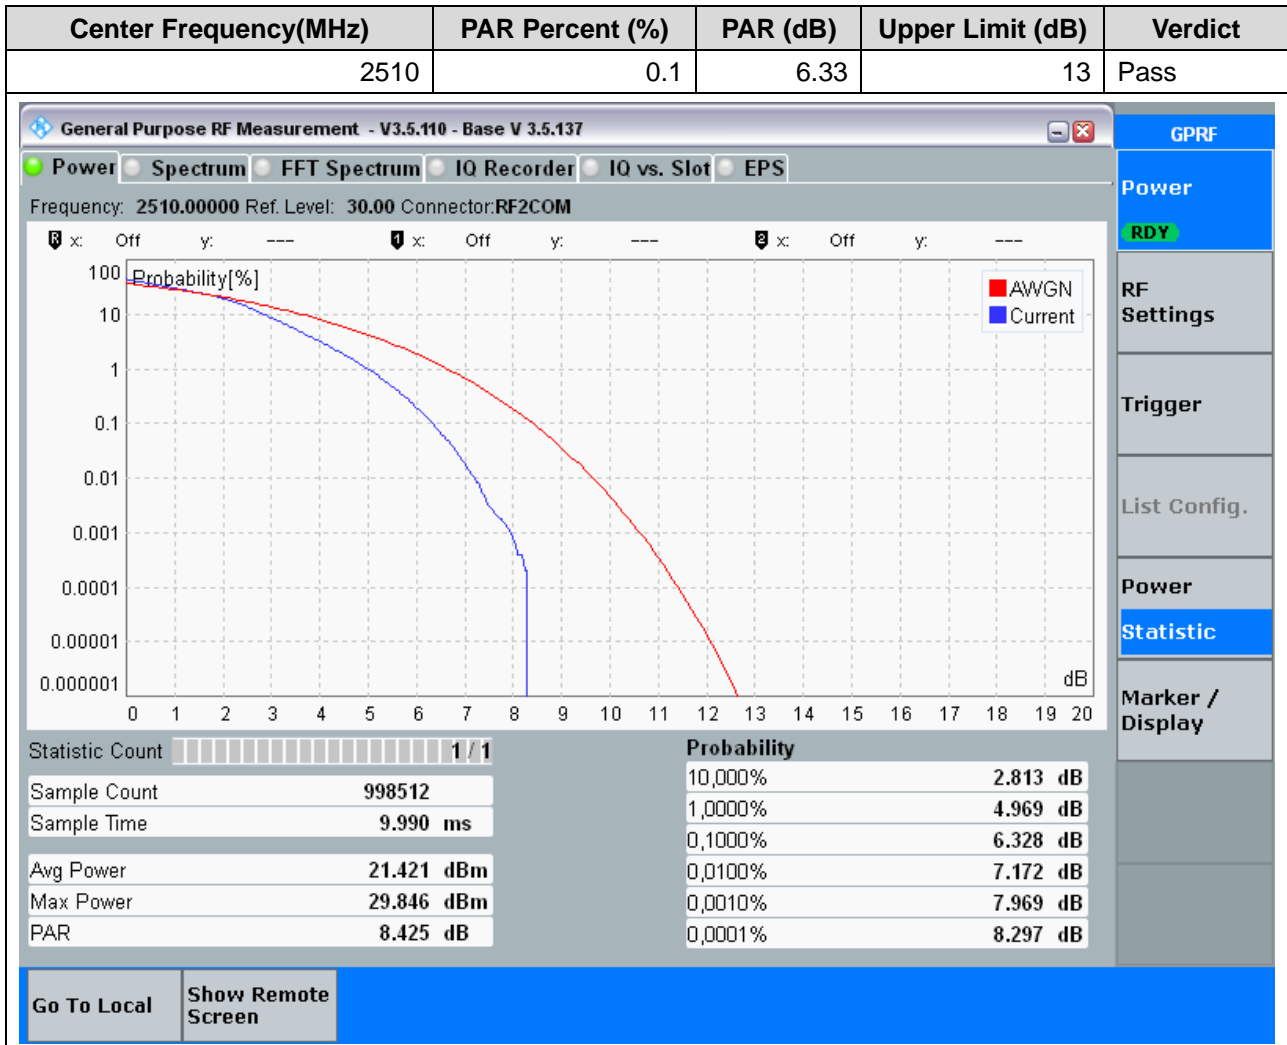 Center Frequency(MHz) PAR Percent (%) PAR (dB) Upper Limit (dB) Verdict
2510 0.1 6.33 13 Pass
General Purpose RF Measurement - V3.5.110 - Base V 3.5.137
GPRF
Power Spectrum FFT Spectrum IQ Recorder IQ vs. Slot EPS
Power
RDY
Frequency: 2510.00000 Ref. Level: 30.00 Connector:RF2COM
R x: Off y: --- 1 x: Off y: --- 2 x: Off y: ---
Probability[%]
AWGN
Current
100
10
1
0.1
0.01
0.001
0.0001
0.00001
0.000001
dB
0 1 2 3 4 5 6 7 8 9 10 11 12 13 14 15 16 17 18 19 20
RF
Settings
Trigger
List Config.
Power
Statistic
Marker /
Display
Statistic Count 1 / 1
Sample Count 998512
Sample Time 9.990 ms
Avg Power 21.421 dBm
Max Power 29.846 dBm
PAR 8.425 dB
Probability
10,000% 2.813 dB
1,0000% 4.969 dB
0,1000% 6.328 dB
0,0100% 7.172 dB
0,0010% 7.969 dB
0,0001% 8.297 dB
Go To Local
Show Remote
Screen